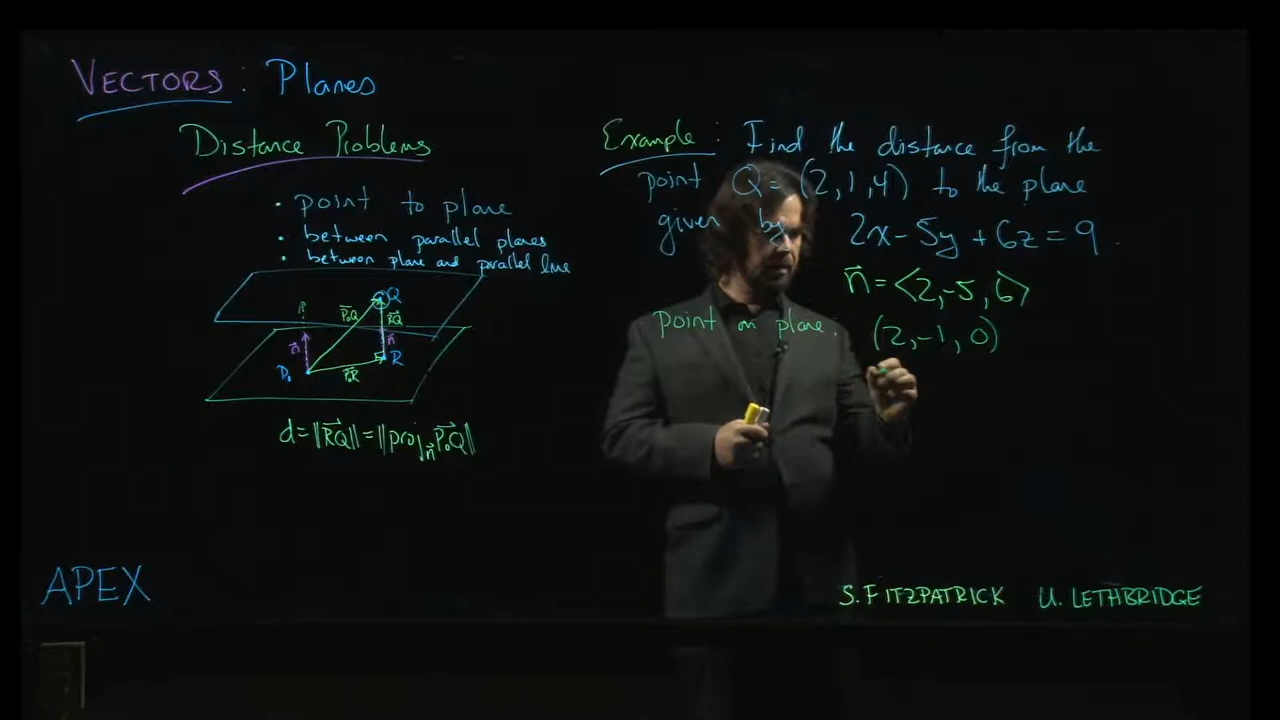 VECTORS: Planes
Distance Problems
• point to plane
• between parallel planes
• between plane and parallel line
Q
P₀Q⃗
RQ⃗
n⃗
n⃗
P₀
P₀R⃗
R
d = ||RQ⃗|| = ||proj_n⃗ P₀Q⃗||
Example: Find the distance from the
point Q = (2,1,4) to the plane
given by 2x - 5y + 6z = 9.
n⃗ = <2,-5,6>
point on plane: (2,-1,0)
APEX
S. FITZPATRICK U. LETHBRIDGE